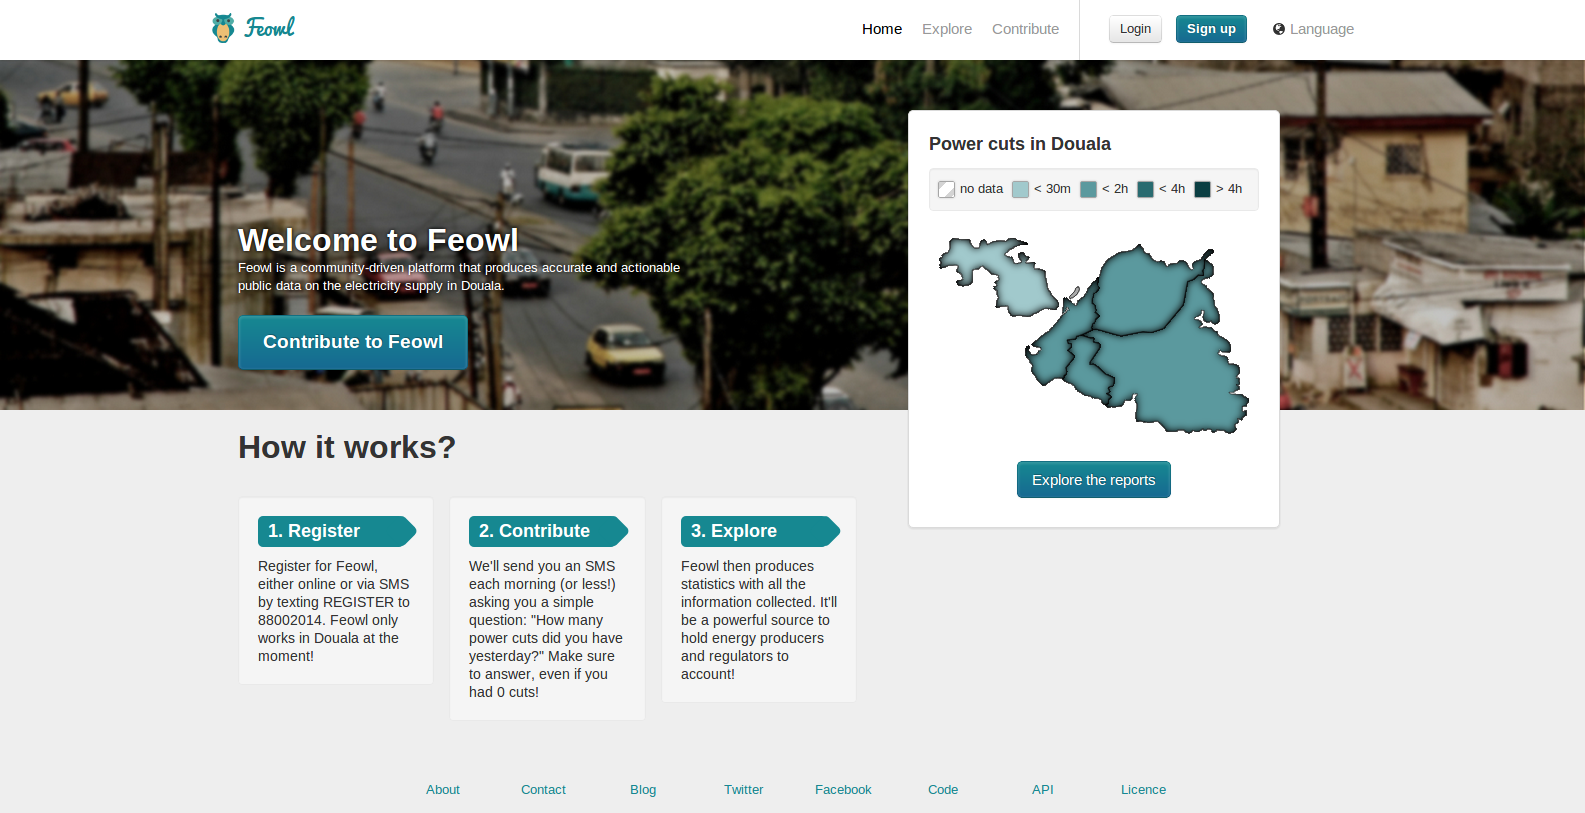 Feowl
Home Explore Contribute Login Sign up Language
Power cuts in Douala
no data < 30m < 2h < 4h > 4h
Welcome to Feowl
Feowl is a community-driven platform that produces accurate and actionable
public data on the electricity supply in Douala.
Contribute to Feowl
Explore the reports
How it works?
1. Register
Register for Feowl,
either online or via SMS
by texting REGISTER to
88002014. Feowl only
works in Douala at the
moment!
2. Contribute
We'll send you an SMS
each morning (or less!)
asking you a simple
question: "How many
power cuts did you have
yesterday?" Make sure
to answer, even if you
had 0 cuts!
3. Explore
Feowl then produces
statistics with all the
information collected. It'll
be a powerful source to
hold energy producers
and regulators to
account!
About Contact Blog Twitter Facebook Code API Licence